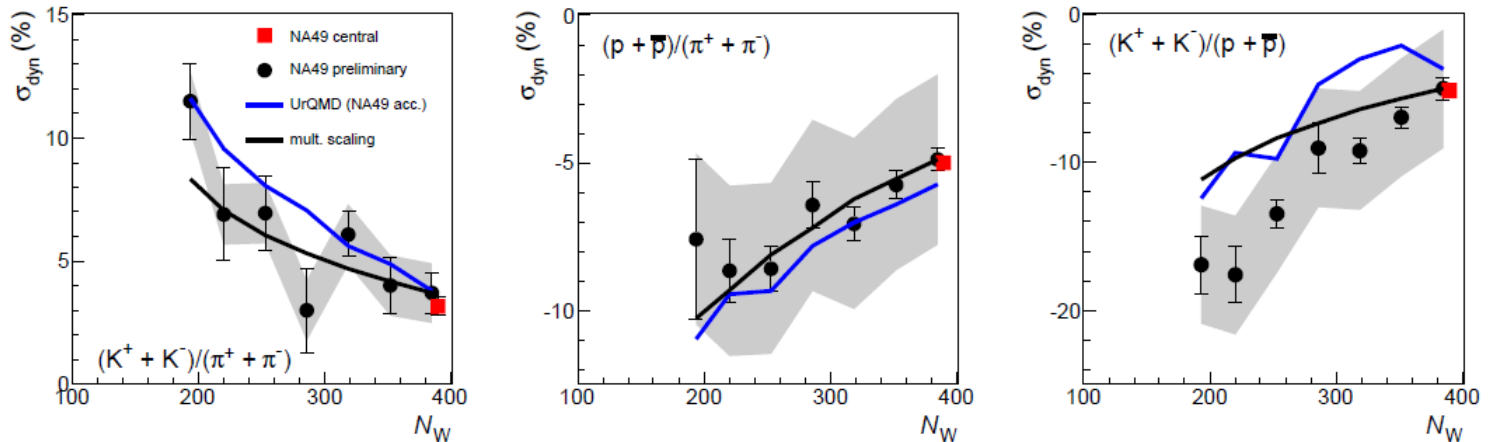 σdyn (%)
15
10
5
0
100
200
300
400
NW
NA49 central
NA49 preliminary
UrQMD (NA49 acc.)
mult. scaling
(K⁺ + K⁻)/(π⁺ + π⁻)
σdyn (%)
0
-5
-10
100
200
300
400
NW
(p + p̅)/(π⁺ + π⁻)
σdyn (%)
0
-10
-20
100
200
300
400
NW
(K⁺ + K⁻)/(p + p̅)